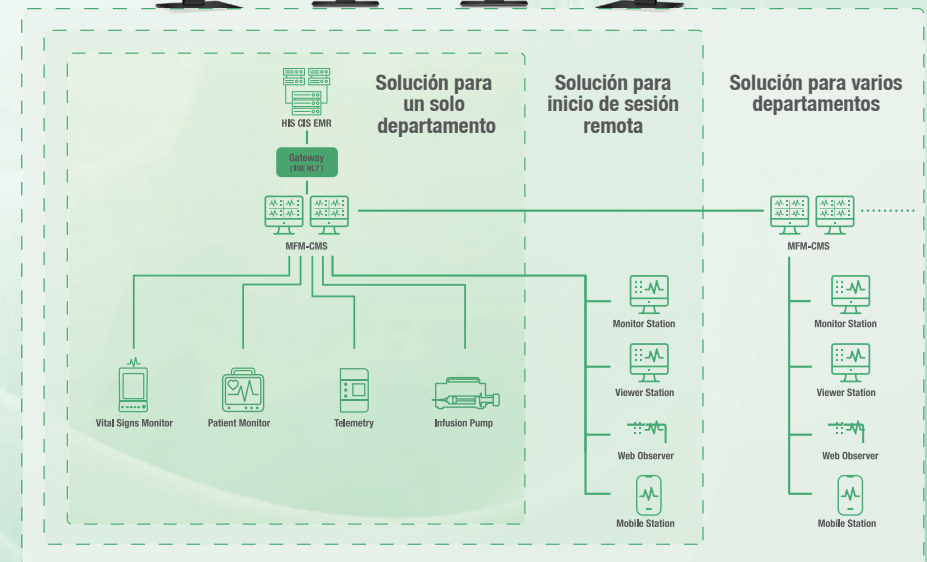 Solución para
un solo
departamento
Solución para
inicio de sesión
remota
Solución para varios
departamentos
HIS CIS EMR
Gateway
( IHE HL7 )
MFM-CMS
MFM-CMS
Vital Signs Monitor
Patient Monitor
Telemetry
Infusion Pump
Monitor Station
Viewer Station
Web Observer
Mobile Station
Monitor Station
Viewer Station
Web Observer
Mobile Station